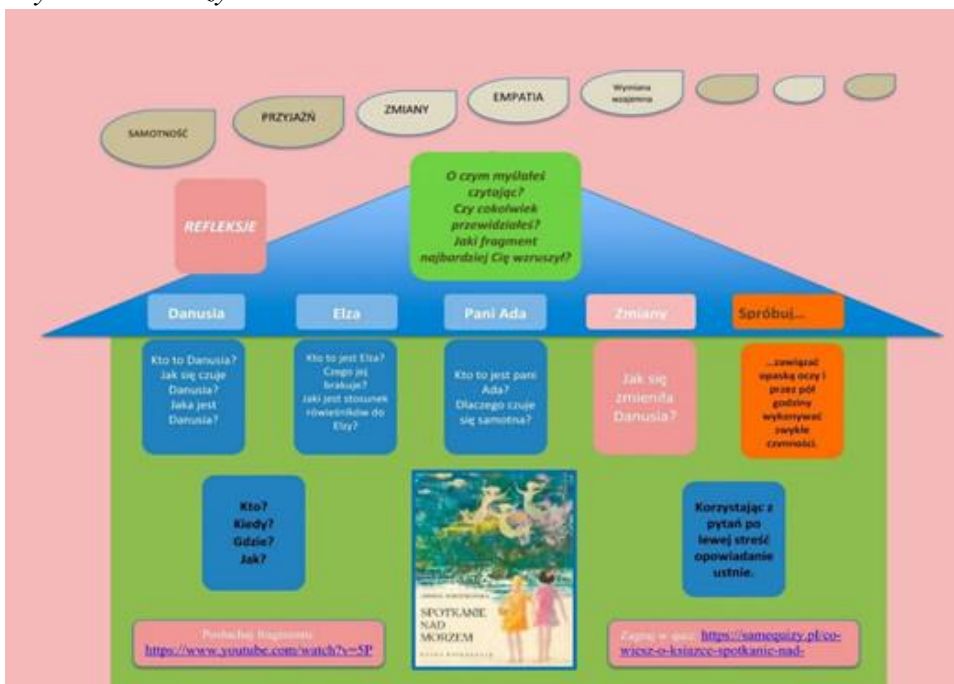 SAMOTNOŚĆ
PRZYJAŹŃ
ZMIANY
EMPATIA
Wymiana
wzajemna
REFLEKSJE
O czym myślałeś
czytając?
Czy cokolwiek
przewidziałeś?
Jaki fragment
najbardziej Cię wzruszył?
Danusia
Elza
Pani Ada
Zmiany
Spróbuj...
Kto to Danusia?
Jak się czuje
Danusia?
Jaka jest
Danusia?
Kto to jest Elza?
Czego jej
brakuje?
Jaki jest stosunek
rówieśników do
Elzy?
Kto to jest pani
Ada?
Dlaczego czuje
się samotna?
Jak się
zmieniła
Danusia?
...zawiązać
opaską oczy i
przez pół
godziny
wykonywać
zwykłe
czynności.
Kto?
Kiedy?
Gdzie?
Jak?
SPOTKANIE
NAD
MORZEM
Korzystając z
pytań po
lewej streść
opowiadanie
ustnie.
Posłuchaj fragmentu
https://www.youtube.com/watch?v=5P
Zagraj w quiz: https://samequizy.pl/co-
wiesz-o-ksiazce-spotkanie-nad-